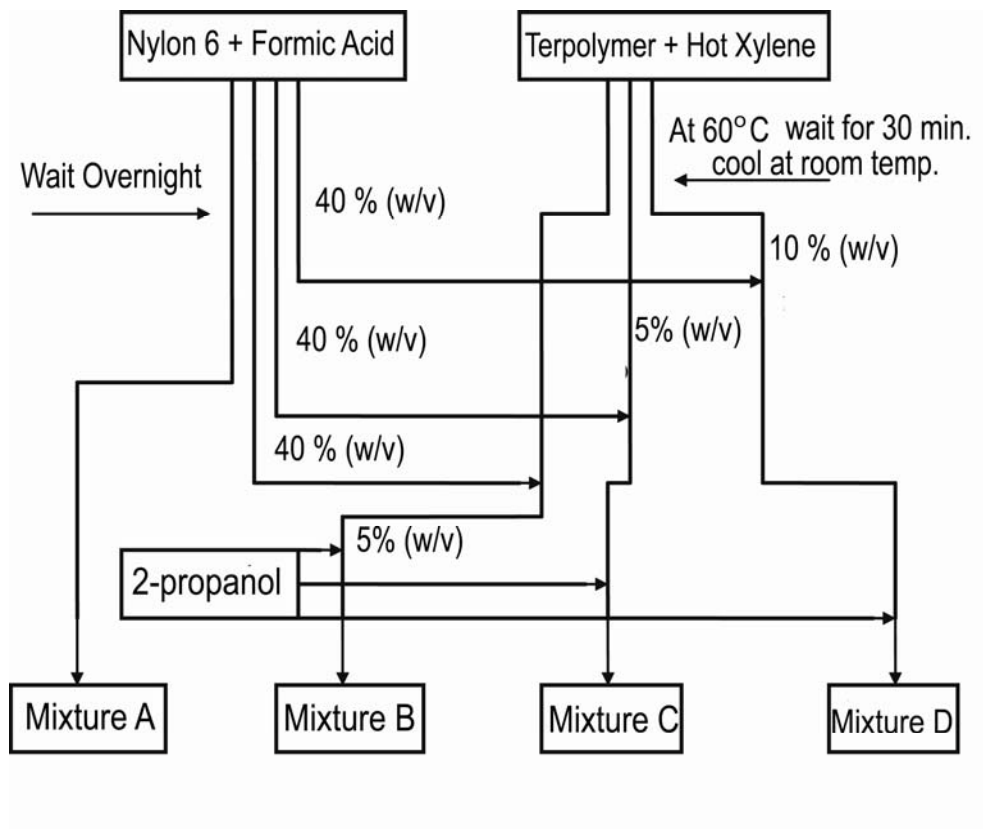 Nylon 6 + Formic Acid
Terpolymer + Hot Xylene
At 60°C wait for 30 min.
cool at room temp.
Wait Overnight
40 % (w/v)
10 % (w/v)
5% (w/v)
40 % (w/v)
40 % (w/v)
5% (w/v)
2-propanol
Mixture A
Mixture B
Mixture C
Mixture D